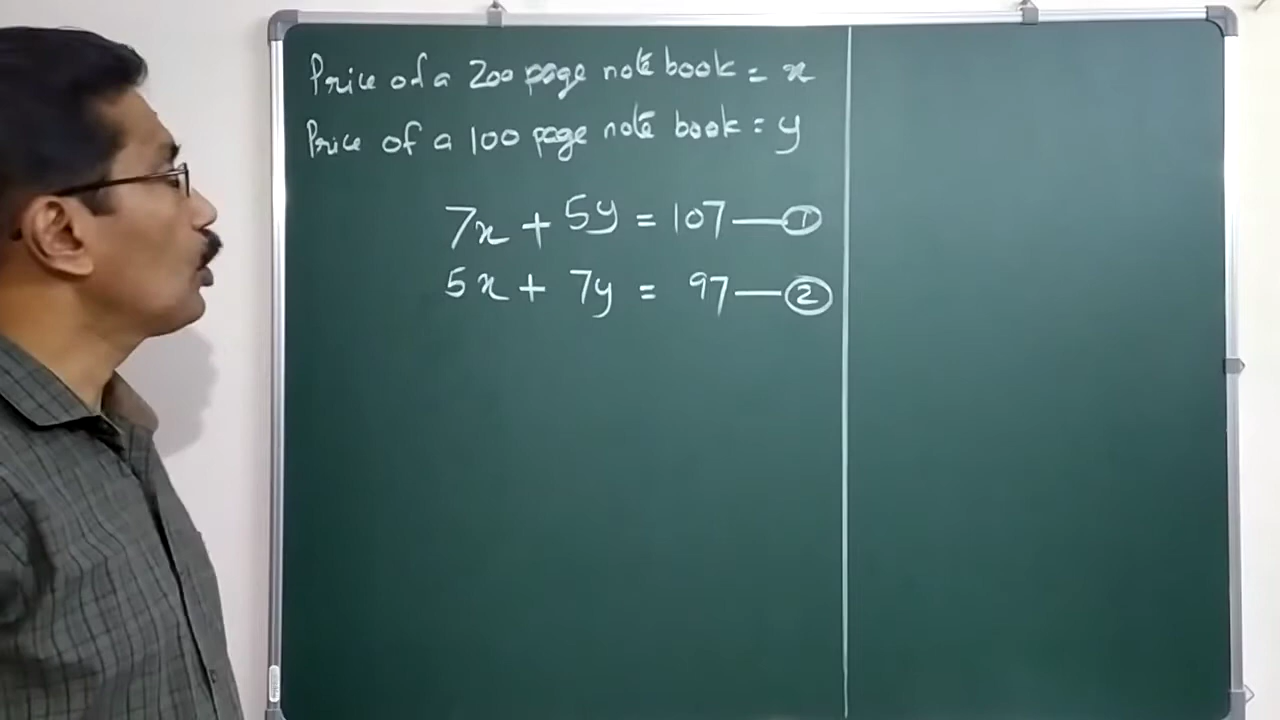 Price of a 200 page note book = x
Price of a 100 page note book = y
7x + 5y = 107 — ①
5x + 7y = 97 — ②